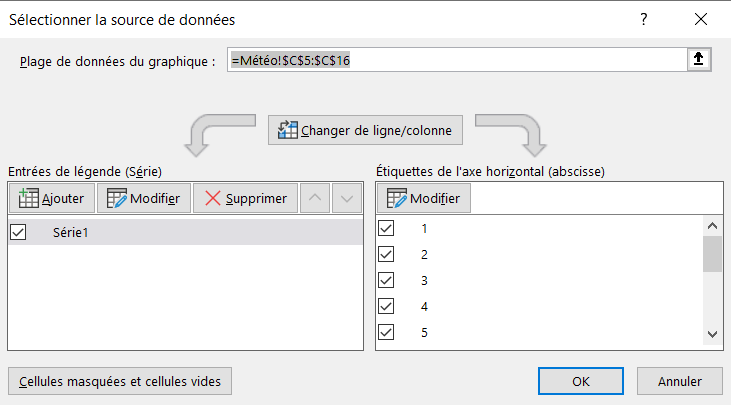 Sélectionner la source de données
?
Plage de données du graphique :
=Météo!$C$5:$C$16
Changer de ligne/colonne
Entrées de légende (Série)
Ajouter
Modifier
Supprimer
Série1
Étiquettes de l'axe horizontal (abscisse)
Modifier
1
2
3
4
5
Cellules masquées et cellules vides
OK
Annuler